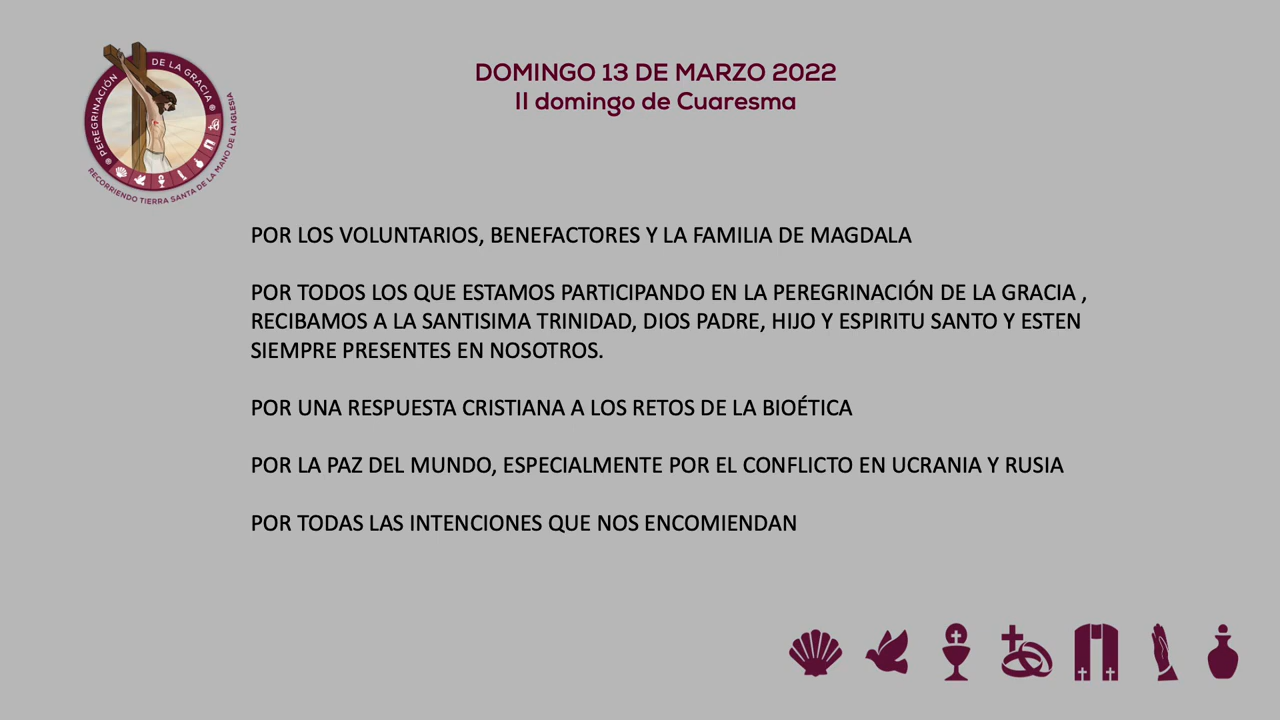 PEREGRINACIÓN DE LA GRACIA
RECORRIENDO TIERRA SANTA DE LA MANO DE LA IGLESIA
DOMINGO 13 DE MARZO 2022
II domingo de Cuaresma
POR LOS VOLUNTARIOS, BENEFACTORES Y LA FAMILIA DE MAGDALA
POR TODOS LOS QUE ESTAMOS PARTICIPANDO EN LA PEREGRINACIÓN DE LA GRACIA ,
RECIBAMOS A LA SANTISIMA TRINIDAD, DIOS PADRE, HIJO Y ESPIRITU SANTO Y ESTEN
SIEMPRE PRESENTES EN NOSOTROS.
POR UNA RESPUESTA CRISTIANA A LOS RETOS DE LA BIOÉTICA
POR LA PAZ DEL MUNDO, ESPECIALMENTE POR EL CONFLICTO EN UCRANIA Y RUSIA
POR TODAS LAS INTENCIONES QUE NOS ENCOMIENDAN